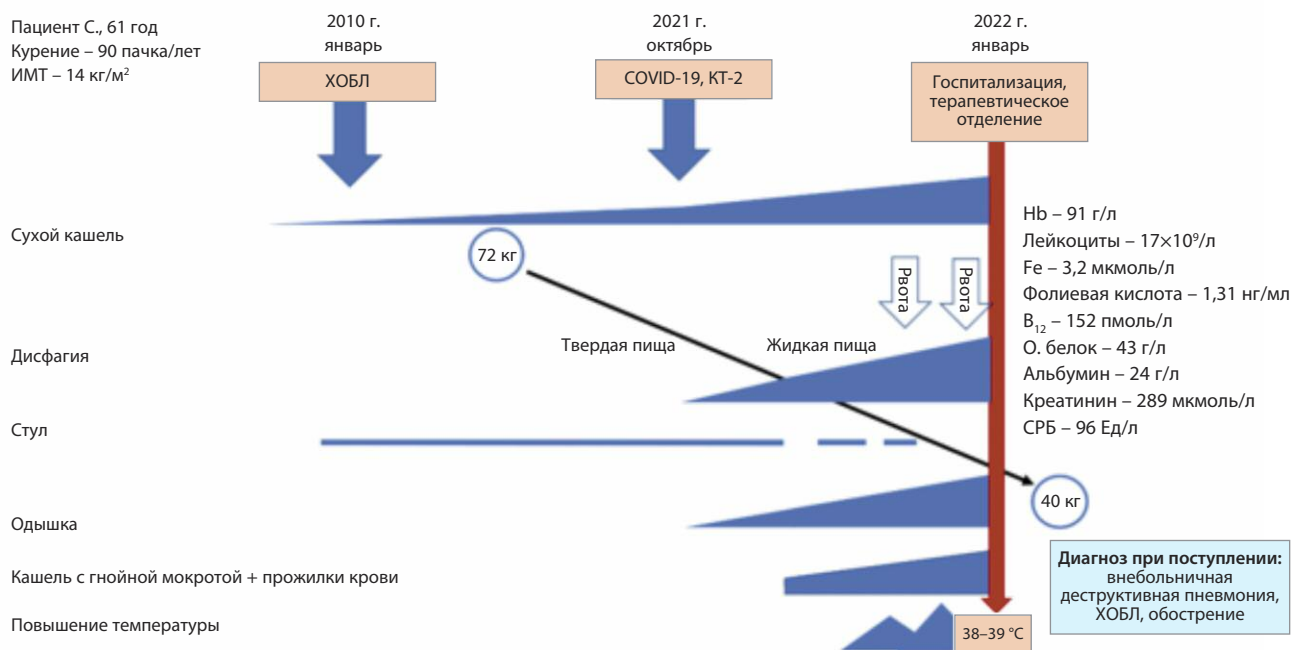 Пациент С., 61 год
Курение – 90 пачка/лет
ИМТ – 14 кг/м²
2010 г.
январь
2021 г.
октябрь
2022 г.
январь
ХОБЛ
COVID-19, КТ-2
Госпитализация,
терапевтическое
отделение
Сухой кашель
72 кг
Рвота
Рвота
Hb – 91 г/л
Лейкоциты – 17×10⁹/л
Fe – 3,2 мкмоль/л
Фолиевая кислота – 1,31 нг/мл
B₁₂ – 152 пмоль/л
О. белок – 43 г/л
Альбумин – 24 г/л
Креатинин – 289 мкмоль/л
СРБ – 96 Ед/л
Дисфагия
Твердая пища
Жидкая пища
Стул
Одышка
40 кг
Кашель с гнойной мокротой + прожилки крови
Повышение температуры
38–39 °C
Диагноз при поступлении:
внебольничная
деструктивная пневмония,
ХОБЛ, обострение